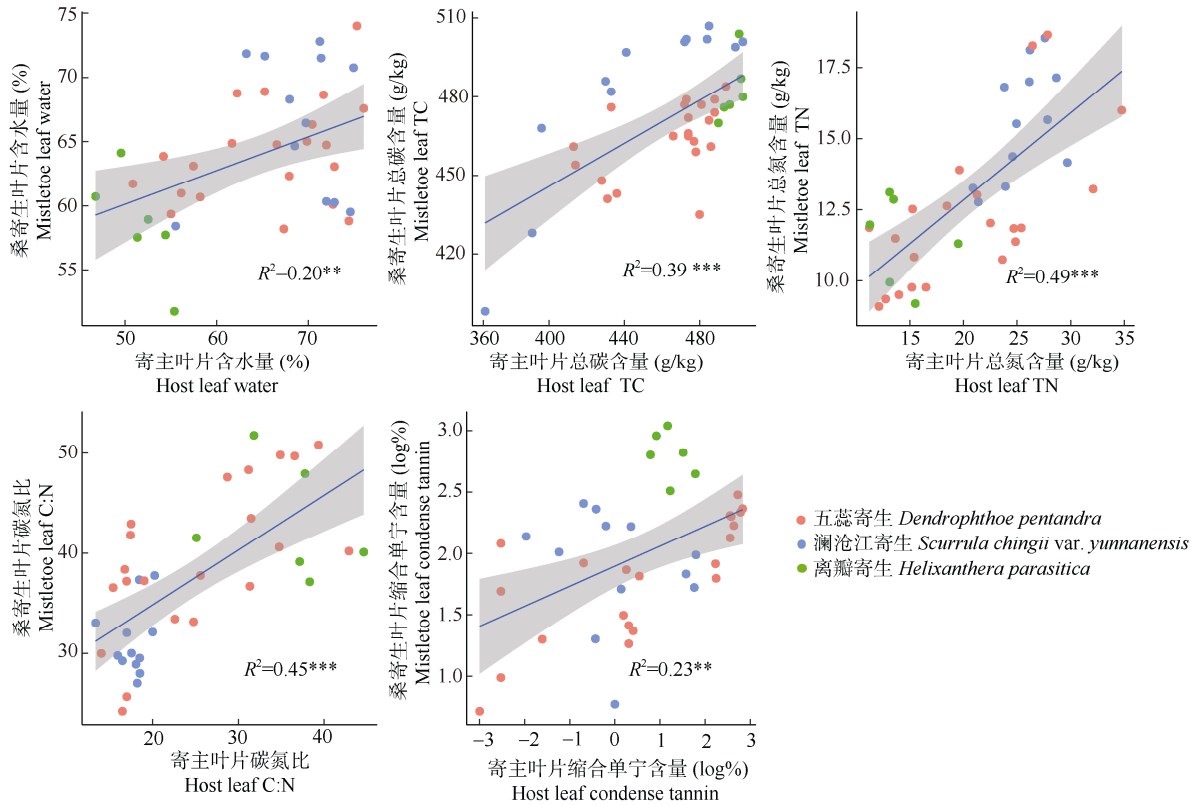 75
70
65
60
55
桑寄生叶片含水量 (%)
Mistletoe leaf water
R²−0.20**
50
60
70
寄主叶片含水量 (%)
Host leaf water
510
480
450
420
桑寄生叶片总碳含量 (g/kg)
Mistletoe leaf TC
R²=0.39 ***
360
400
440
480
寄主叶片总碳含量 (g/kg)
Host leaf TC
17.5
15.0
12.5
10.0
桑寄生叶片总氮含量 (g/kg)
Mistletoe leaf TN
R²=0.49***
15
20
25
30
35
寄主叶片总氮含量 (g/kg)
Host leaf TN
50
40
30
桑寄生叶片碳氮比
Mistletoe leaf C:N
R²=0.45***
20
30
40
寄主叶片碳氮比
Host leaf C:N
3.0
2.5
2.0
1.5
1.0
桑寄生叶片缩合单宁含量 (log%)
Mistletoe leaf condense tannin
R²=0.23**
−3
−2
−1
0
1
2
3
寄主叶片缩合单宁含量 (log%)
Host leaf condense tannin
五蕊寄生 Dendrophthoe pentandra
澜沧江寄生 Scurrula chingii var. yunnanensis
离瓣寄生 Helixanthera parasitica